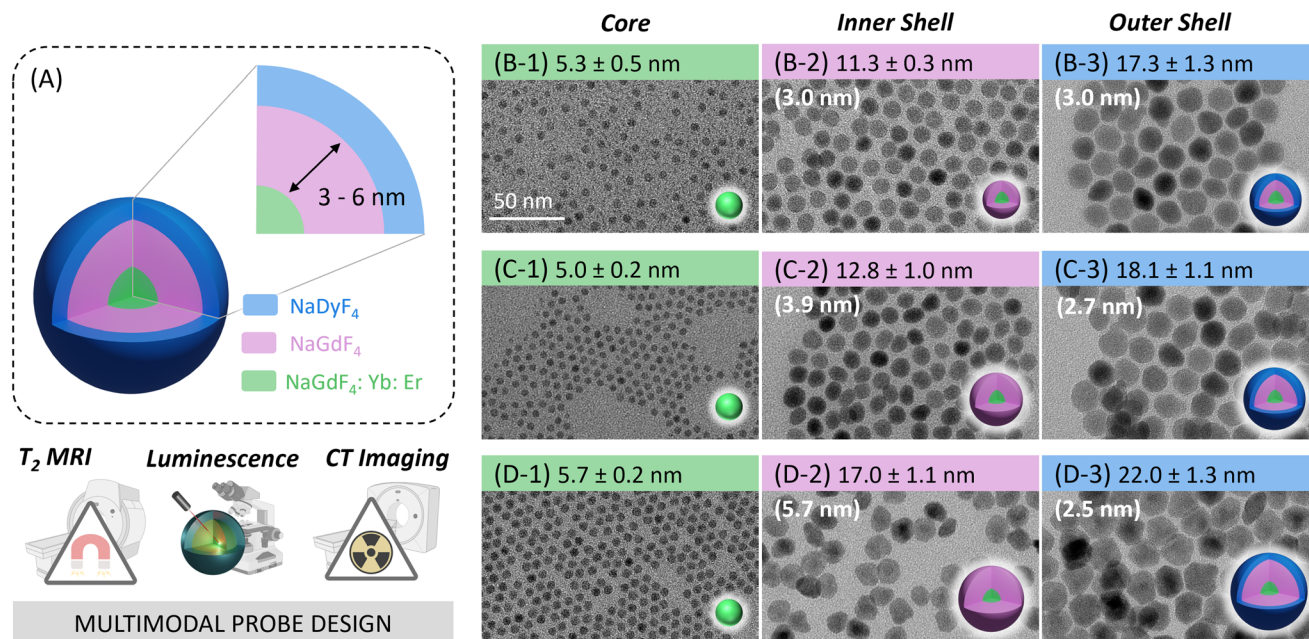 (A)
3 - 6 nm
NaDyF₄
NaGdF₄
NaGdF₄: Yb: Er
T₂ MRI
Luminescence
CT Imaging
MULTIMODAL PROBE DESIGN
Core
Inner Shell
Outer Shell
(B-1) 5.3 ± 0.5 nm
50 nm
(B-2) 11.3 ± 0.3 nm
(3.0 nm)
(B-3) 17.3 ± 1.3 nm
(3.0 nm)
(C-1) 5.0 ± 0.2 nm
(C-2) 12.8 ± 1.0 nm
(3.9 nm)
(C-3) 18.1 ± 1.1 nm
(2.7 nm)
(D-1) 5.7 ± 0.2 nm
(D-2) 17.0 ± 1.1 nm
(5.7 nm)
(D-3) 22.0 ± 1.3 nm
(2.5 nm)